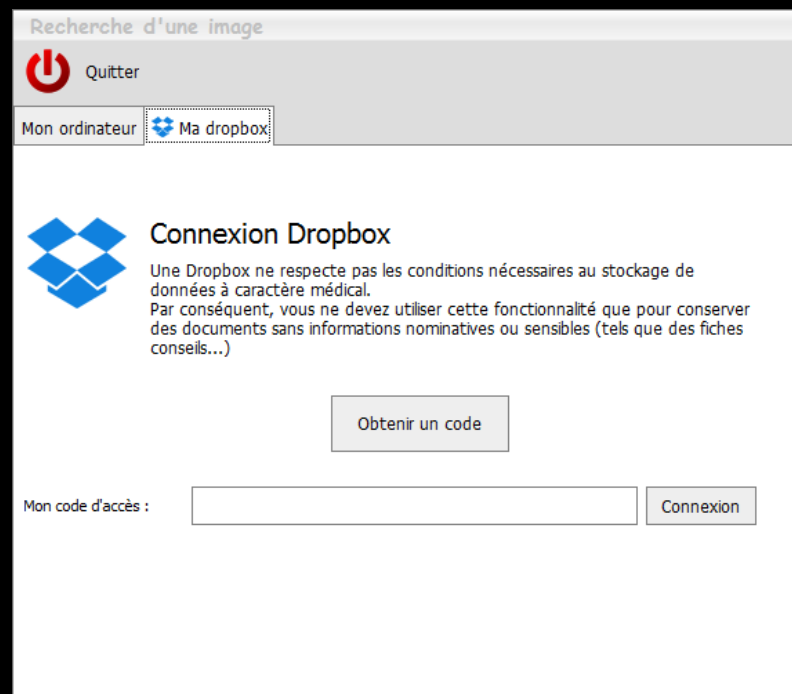 Recherche d'une image
Quitter
Mon ordinateur
Ma dropbox
Connexion Dropbox
Une Dropbox ne respecte pas les conditions nécessaires au stockage de
données à caractère médical.
Par conséquent, vous ne devez utiliser cette fonctionnalité que pour conserver
des documents sans informations nominatives ou sensibles (tels que des fiches
conseils...)
Obtenir un code
Mon code d'accès :
Connexion